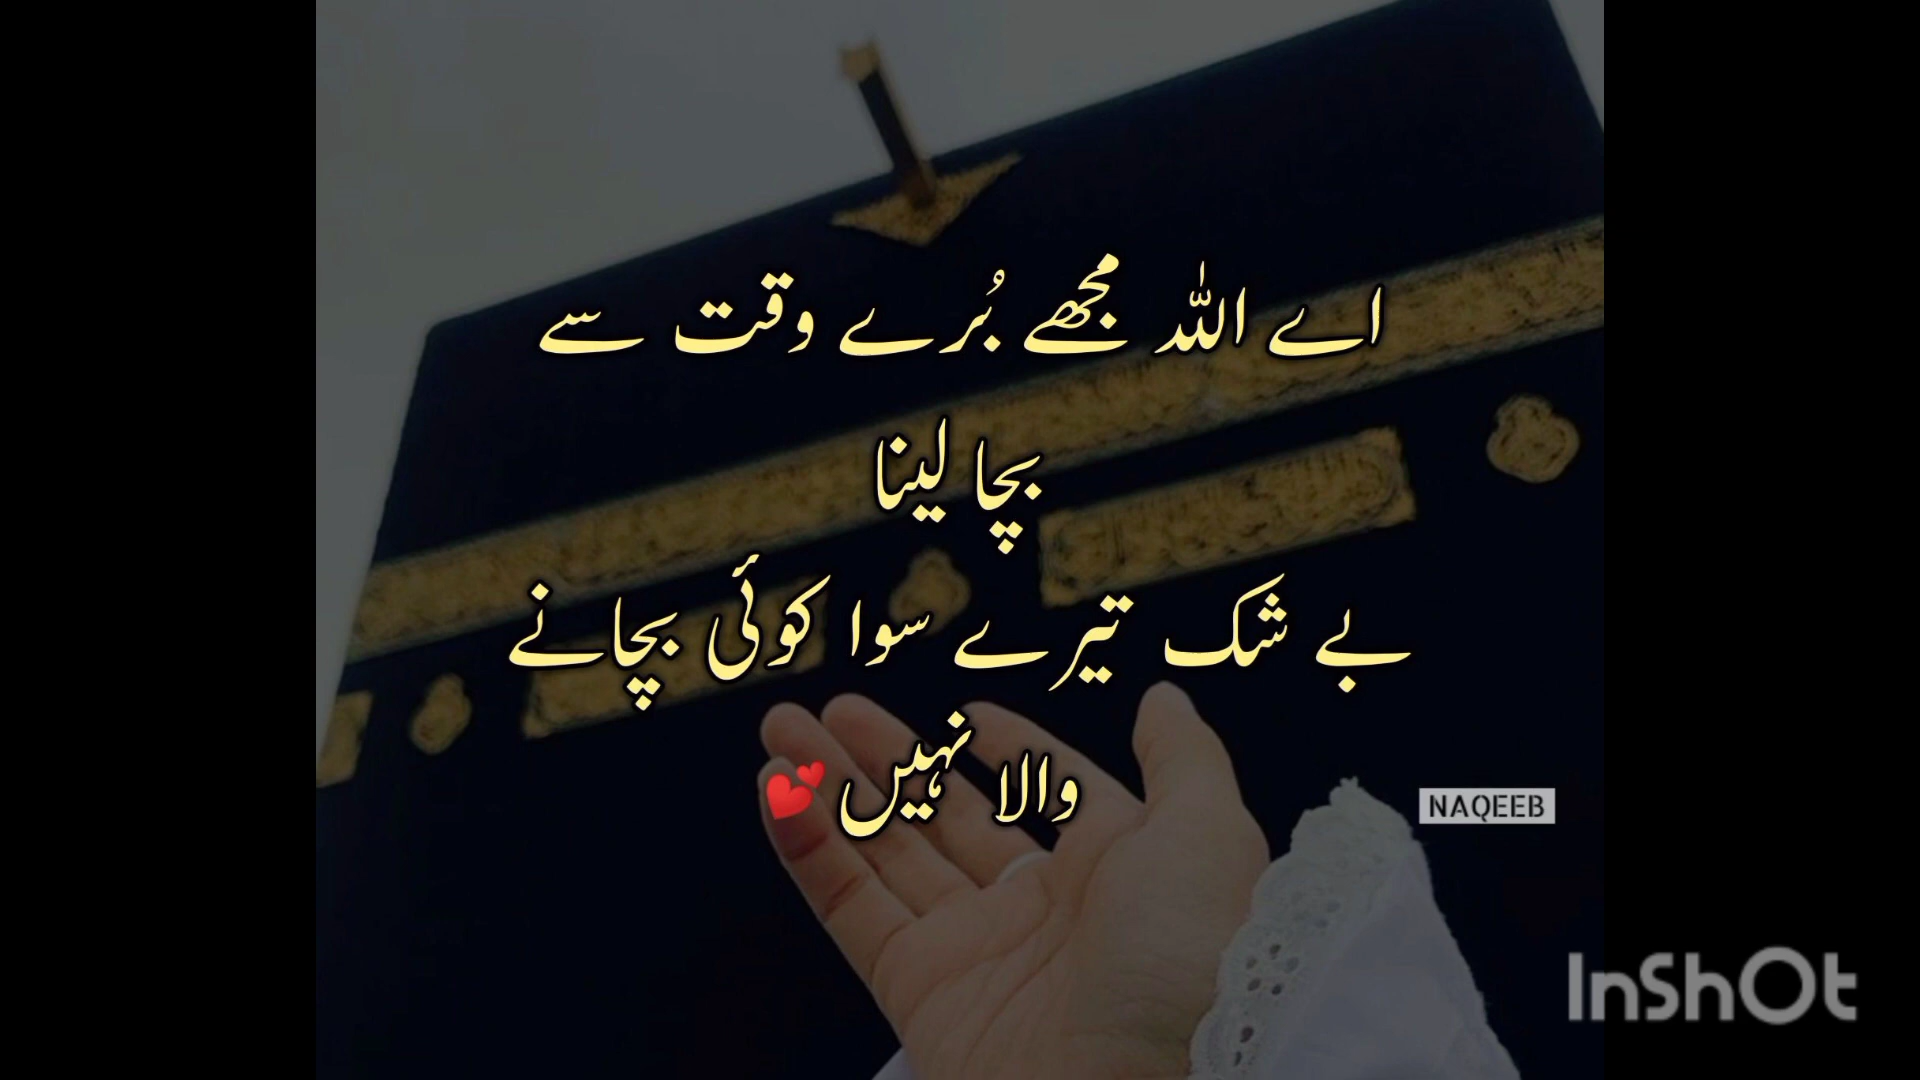 اے اللہ مجھے بُرے وقت سے
بچا لینا
بے شک تیرے سوا کوئی بچانے
والا نہیں 💕
NAQEEB
InShOt